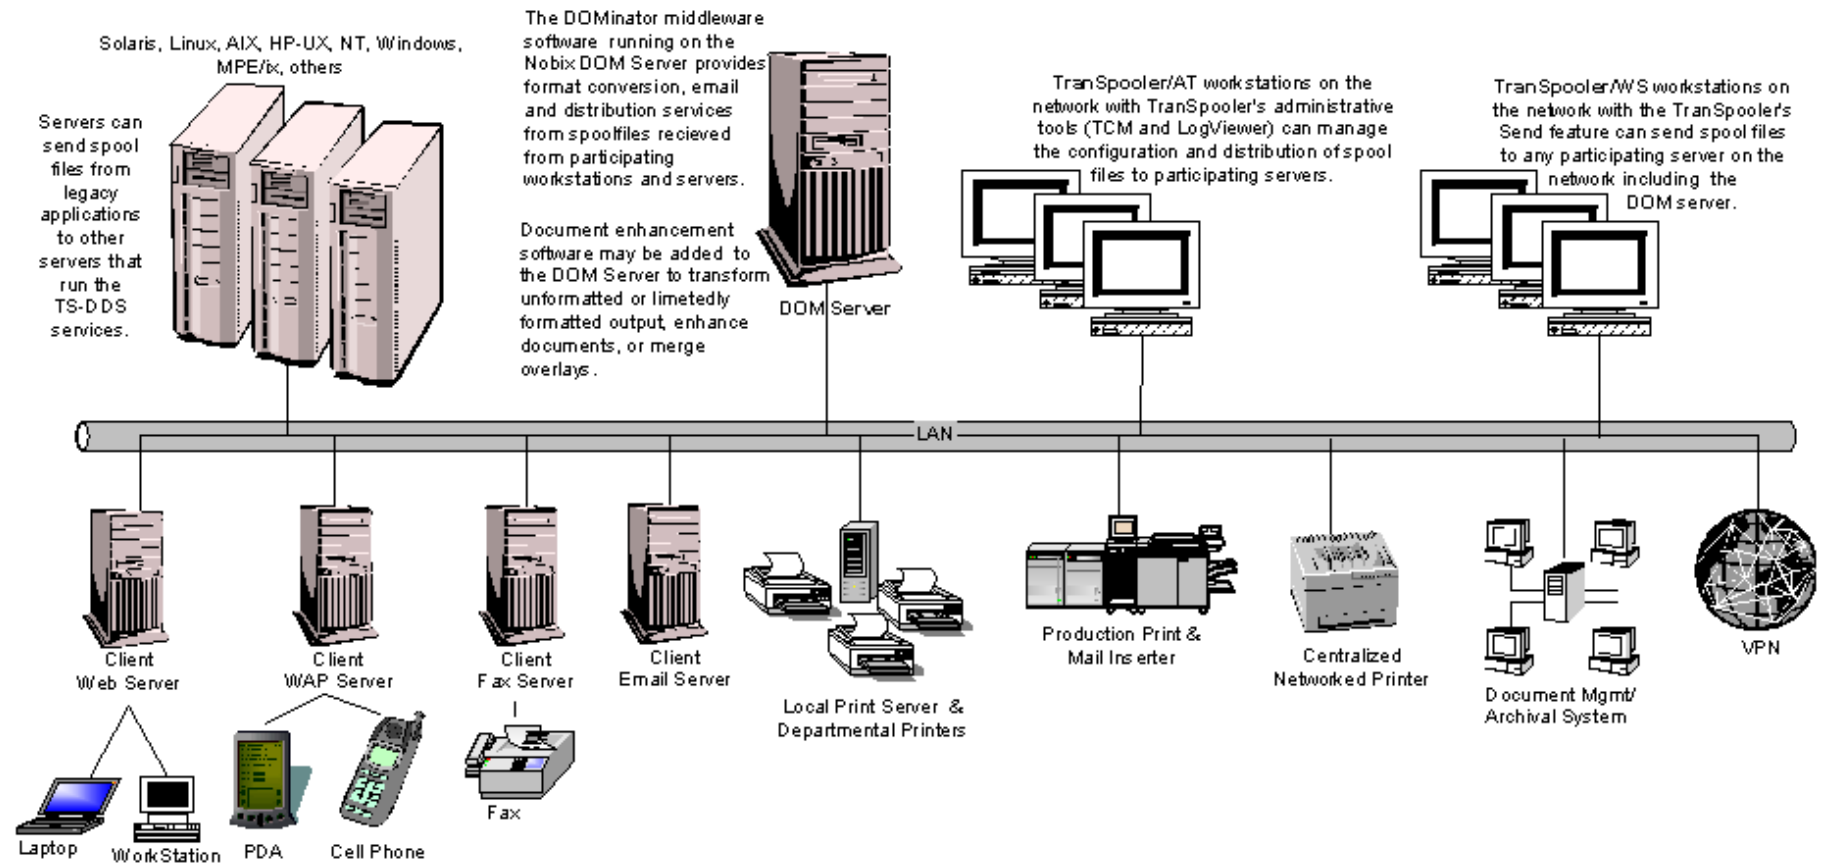 Solaris, Linux, AIX, HP-UX, NT, Windows,
MPE/ix, others
Servers can
send spool
files from
legacy
applications
to other
servers that
run the
TS-DDS
services.
The DOMinator middleware
software running on the
Nobix DOM Server provides
format conversion, email
and distribution services
from spoolfiles recieved
from participating
workstations and servers.
Document enhancement
software may be added to
the DOM Server to transform
unformatted or limetedly
formatted output, enhance
documents, or merge
overlays.
DOM Server
TranSpooler/AT workstations on the
network with TranSpooler's administrative
tools (TCM and LogViewer) can manage
the configuration and distribution of spool
files to participating servers.
TranSpooler/WS workstations on
the network with the TranSpooler's
Send feature can send spool files
to any participating server on the
network including the
DOM server.
LAN
Client
Web Server
Client
WAP Server
Client
Fax Server
Client
Email Server
Local Print Server &
Departmental Printers
Production Print &
Mail Inserter
Centralized
Networked Printer
Document Mgmt/
Archival System
VPN
Laptop
WorkStation
PDA
Cell Phone
Fax